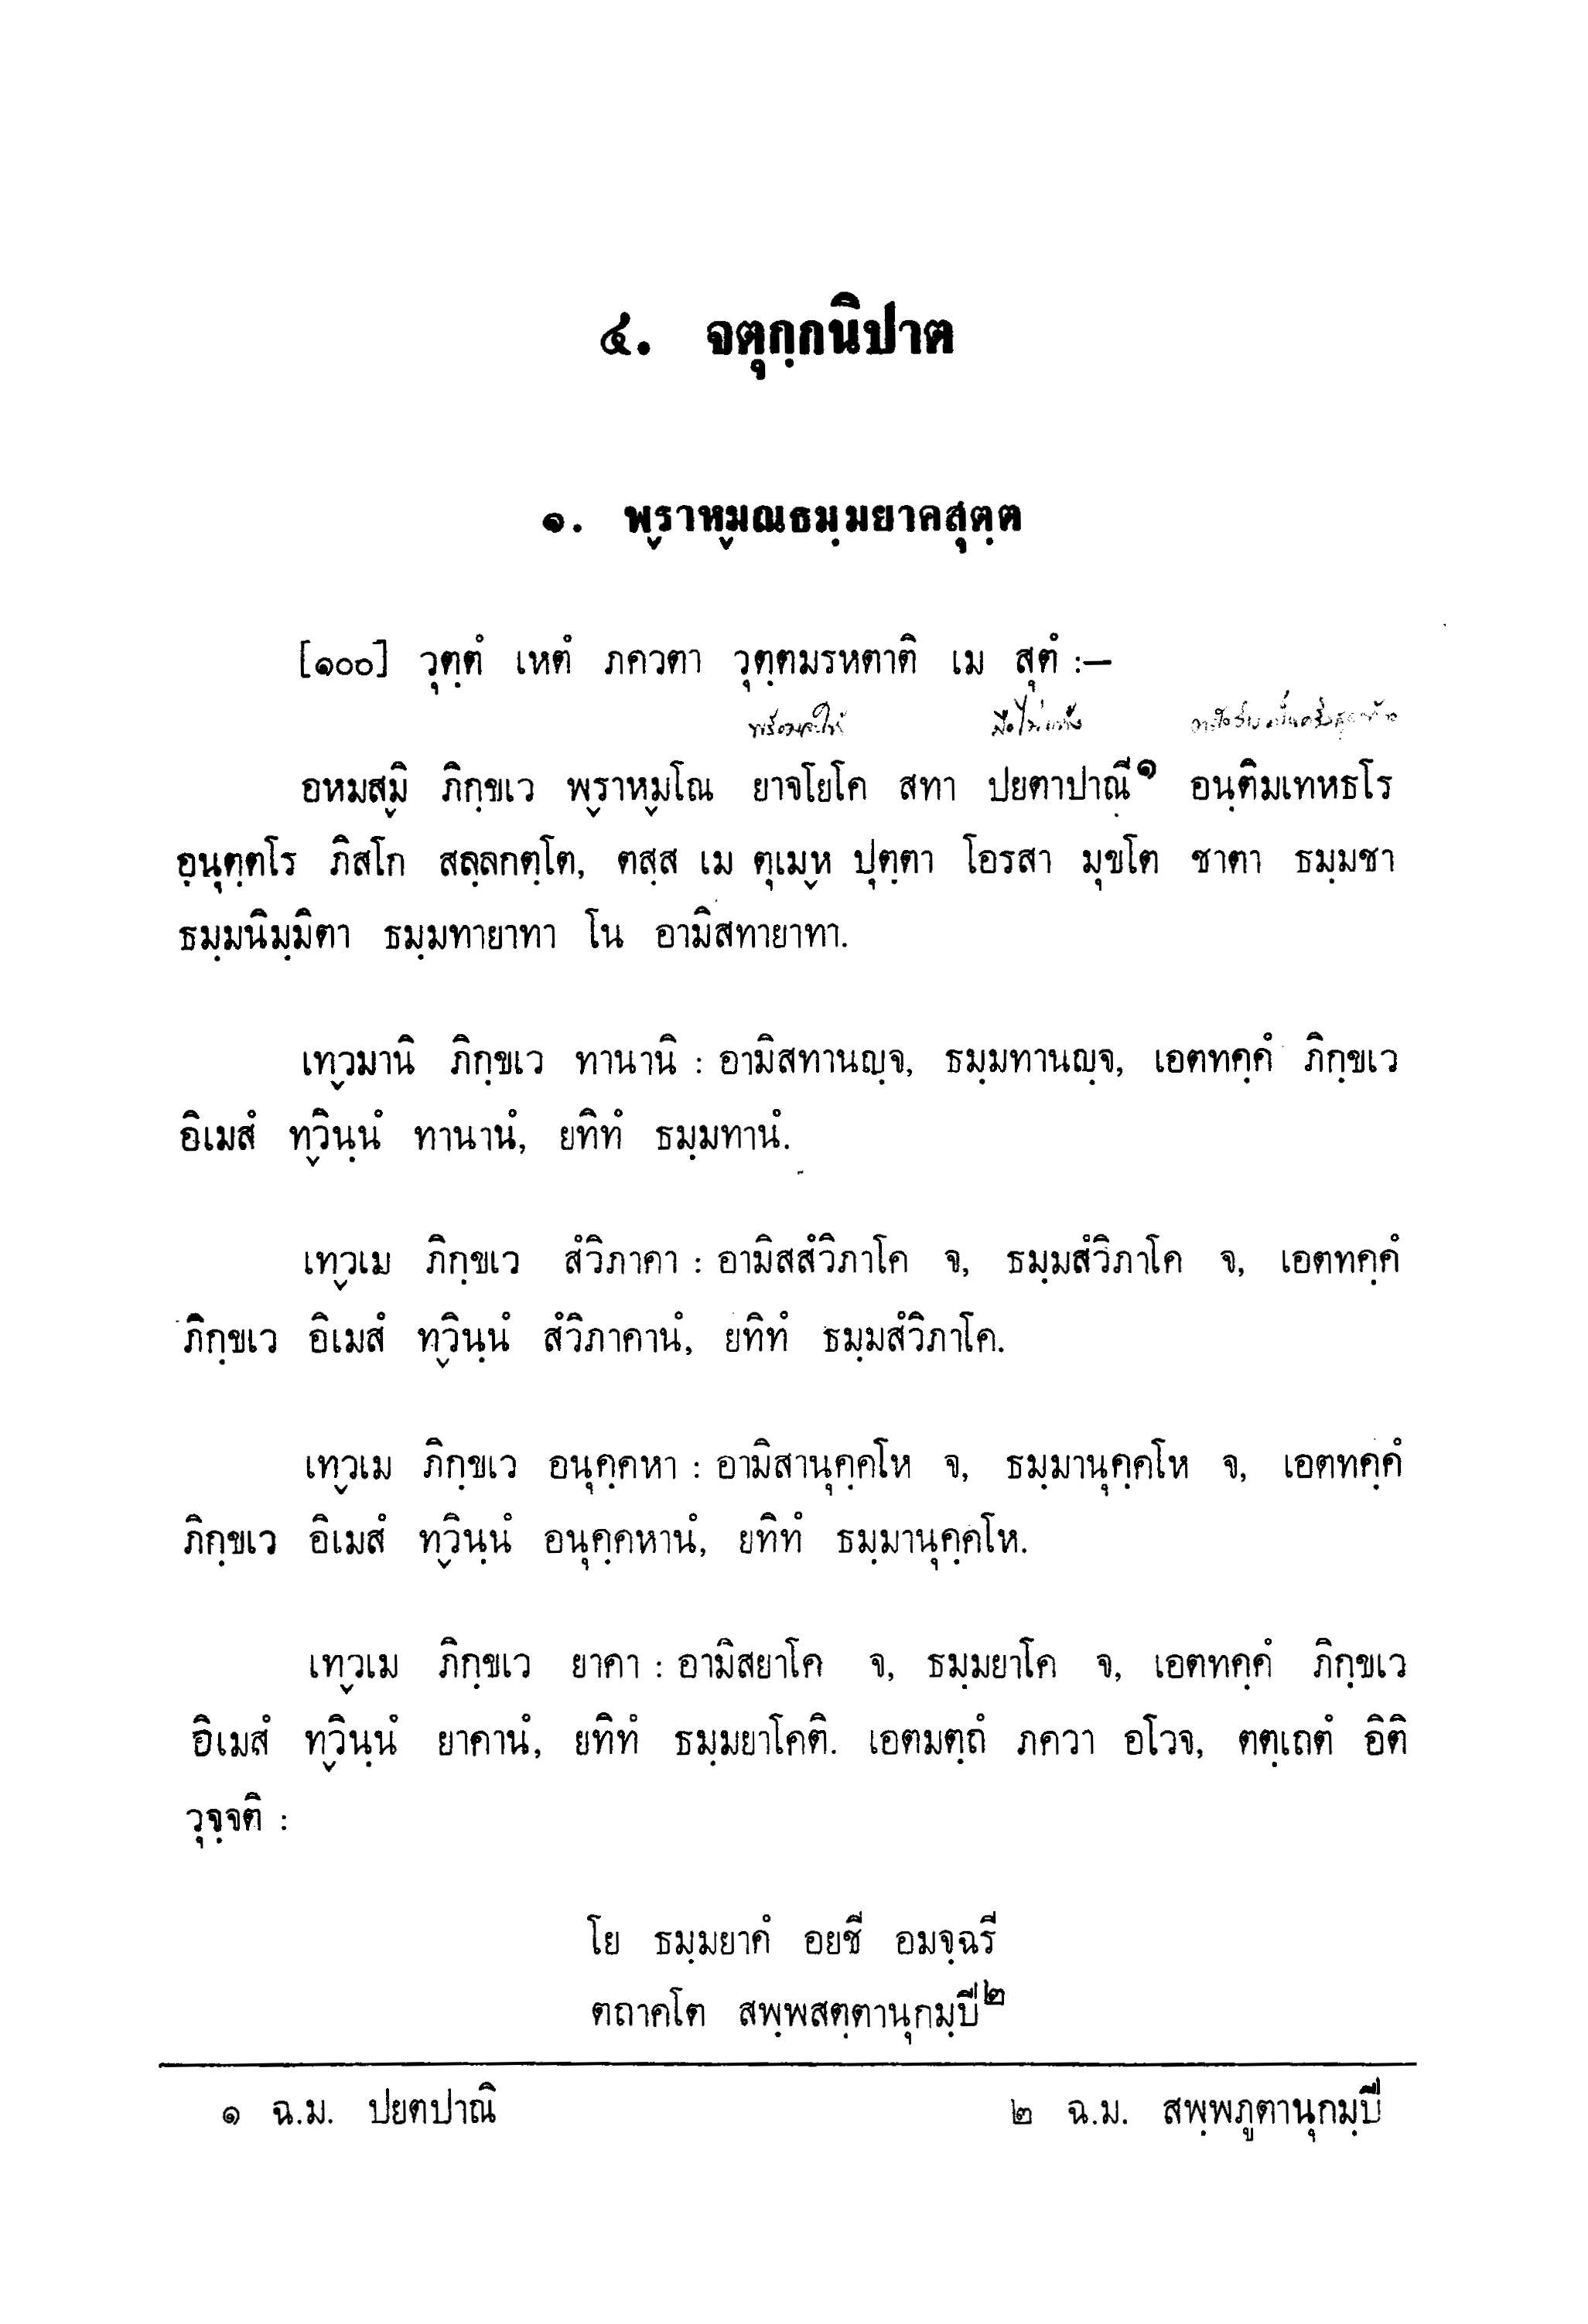 ๔. จตุกฺกนิปาต
๑. พฺราหฺมณธมฺมยาคสุตฺต
[๑๐๐] วุตฺตํ เหตํ ภควตา วุตฺตมรหตาติ เม สุตํ :–
พร้อมจะให้ มือไม่แห้ง
อหมสฺมิ ภิกฺขเว พฺราหฺมโณ ยาจโยโค สทา ปยตาปาณี๑ อนฺติมเทหธโร
อนุตฺตโร ภิสโก สลฺลกตฺโต, ตสฺส เม ตุเมฺห ปุตฺตา โอรสา มุขโต ชาตา ธมฺมชา
ธมฺมนิมฺมิตา ธมฺมทายาทา โน อามิสทายาทา.
เทฺวมานิ ภิกฺขเว ทานานิ : อามิสทานญฺจ, ธมฺมทานญฺจ, เอตทคฺคํ ภิกฺขเว
อิเมสํ ทฺวินฺนํ ทานานํ, ยทิทํ ธมฺมทานํ.
เทฺวเม ภิกฺขเว สํวิภาคา : อามิสสํวิภาโค จ, ธมฺมสํวิภาโค จ, เอตทคฺคํ
ภิกฺขเว อิเมสํ ทฺวินฺนํ สํวิภาคานํ, ยทิทํ ธมฺมสํวิภาโค.
เทฺวเม ภิกฺขเว อนุคฺคหา : อามิสานุคฺคโห จ, ธมฺมานุคฺคโห จ, เอตทคฺคํ
ภิกฺขเว อิเมสํ ทฺวินฺนํ อนุคฺคหานํ, ยทิทํ ธมฺมานุคฺคโห.
เทฺวเม ภิกฺขเว ยาคา : อามิสยาโค จ, ธมฺมยาโค จ, เอตทคฺคํ ภิกฺขเว
อิเมสํ ทฺวินฺนํ ยาคานํ, ยทิทํ ธมฺมยาโคติ. เอตมตฺถํ ภควา อโวจ, ตตฺเถตํ อิติ
วุจฺจติ :
โย ธมฺมยาคํ อยชี อมจฺฉรี
ตถาคโต สพฺพสตฺตานุกมฺปี๒
๑ ฉ.ม. ปยตปาณิ
๒ ฉ.ม. สพฺพภูตานุกมฺปี